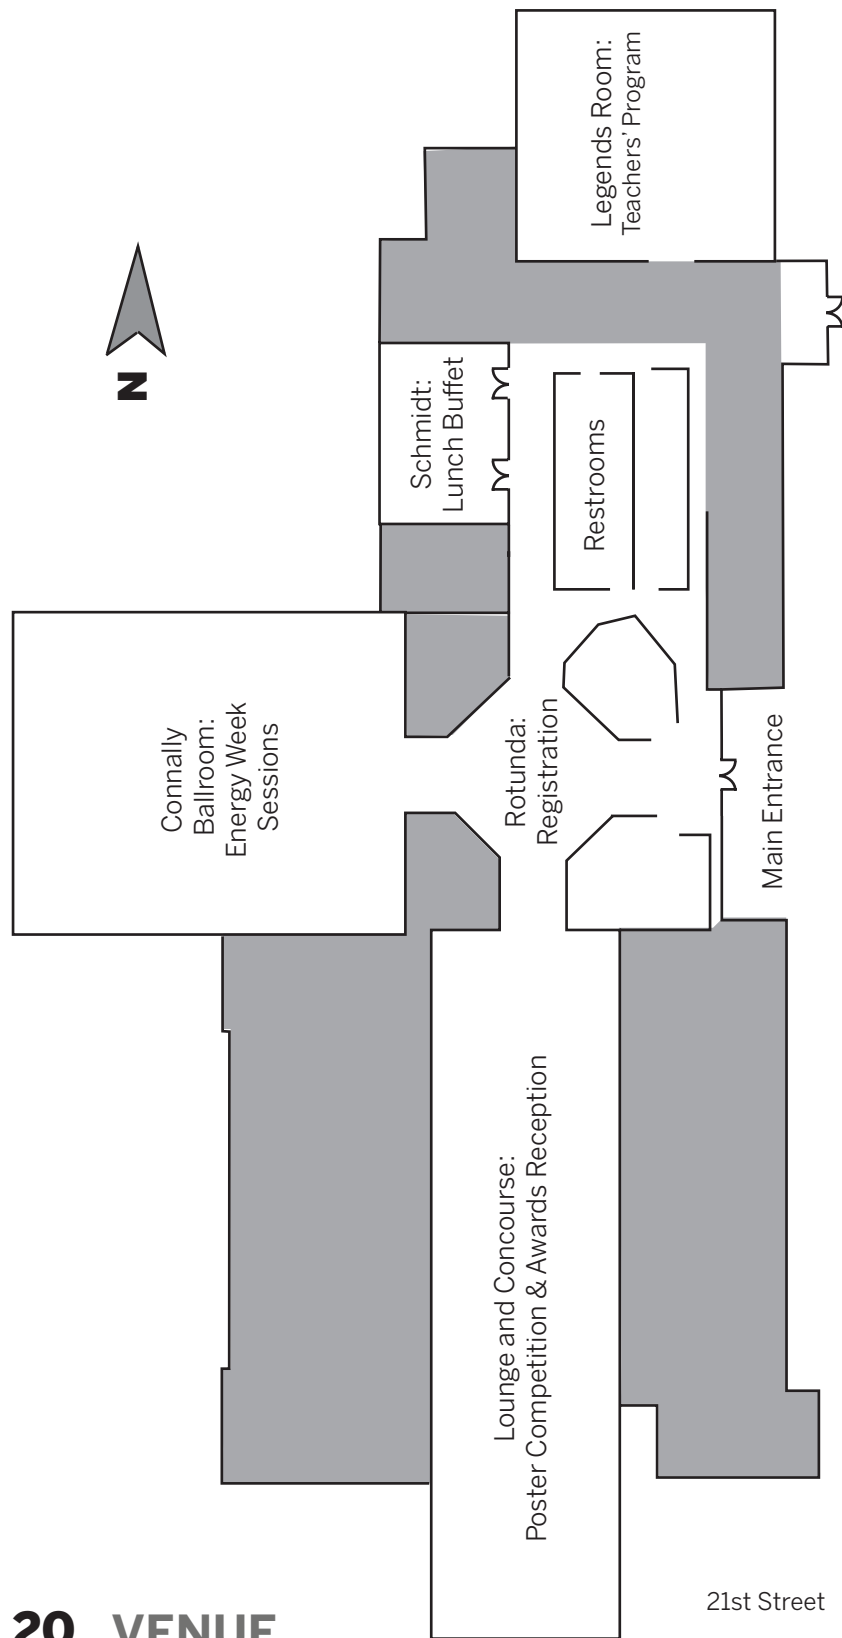 Legends Room:
Teachers' Program
N
Schmidt:
Lunch Buffet
Restrooms
Connally
Ballroom:
Energy Week
Sessions
Rotunda:
Registration
Main Entrance
Lounge and Concourse:
Poster Competition & Awards Reception
21st Street
20 VENUE